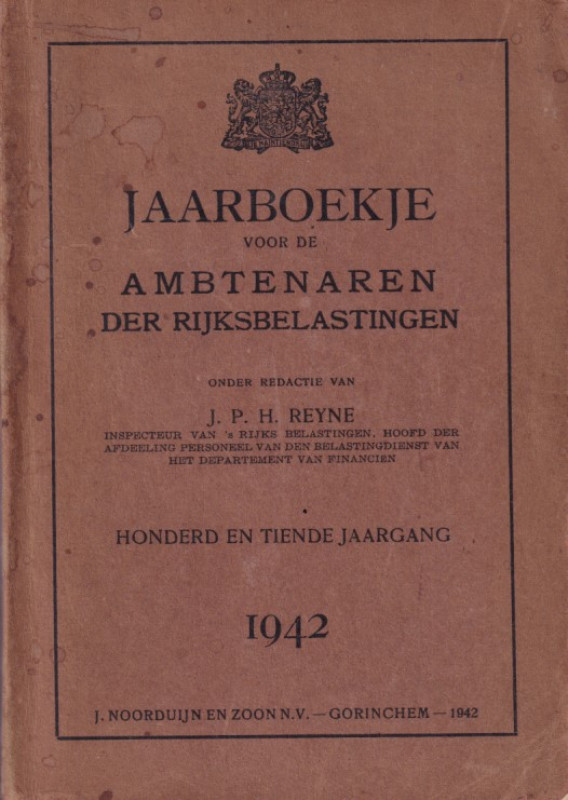 JAARBOEKJE
VOOR DE
AMBTENAREN
DER RIJKSBELASTINGEN
ONDER REDACTIE VAN
J. P. H. REYNE
INSPECTEUR VAN 's RIJKS BELASTINGEN, HOOFD DER
AFDEELING PERSONEEL VAN DEN BELASTINGDIENST VAN
HET DEPARTEMENT VAN FINANCIEN
HONDERD EN TIENDE JAARGANG
1942
J. NOORDUIJN EN ZOON N.V. — GORINCHEM — 1942